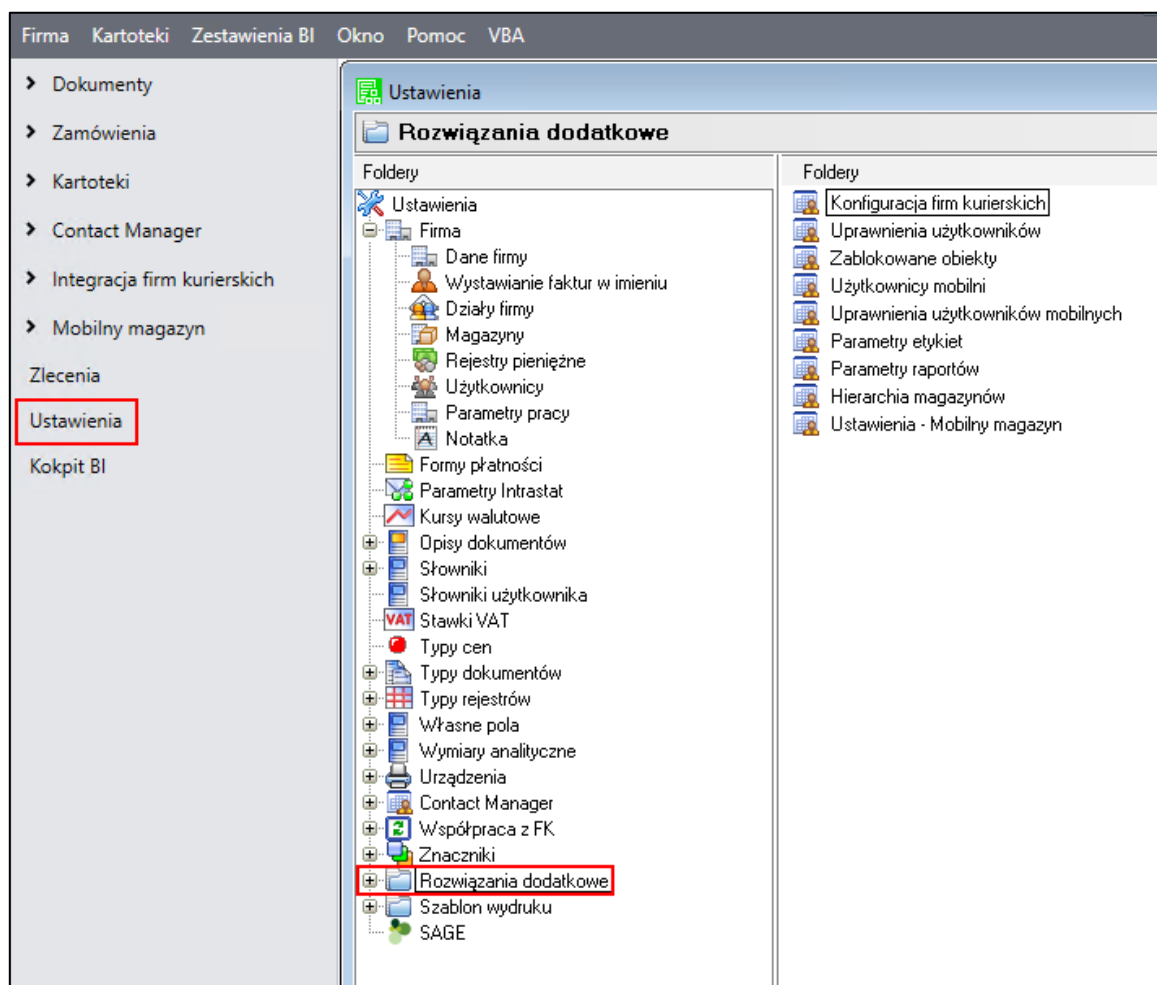 Firma Kartoteki Zestawienia BI Okno Pomoc VBA
Dokumenty
Zamówienia
Kartoteki
Contact Manager
Integracja firm kurierskich
Mobilny magazyn
Zlecenia
Ustawienia
Kokpit BI
Ustawienia
Rozwiązania dodatkowe
Foldery
Ustawienia
Firma
Dane firmy
Wystawianie faktur w imieniu
Działy firmy
Magazyny
Rejestry pieniężne
Użytkownicy
Parametry pracy
Notatka
Formy płatności
Parametry Intrastat
Kursy walutowe
Opisy dokumentów
Słowniki
Słowniki użytkownika
VAT Stawki VAT
Typy cen
Typy dokumentów
Typy rejestrów
Własne pola
Wymiary analityczne
Urządzenia
Contact Manager
Współpraca z FK
Znaczniki
Rozwiązania dodatkowe
Szablon wydruku
SAGE
Foldery
Konfiguracja firm kurierskich
Uprawnienia użytkowników
Zablokowane obiekty
Użytkownicy mobilni
Uprawnienia użytkowników mobilnych
Parametry etykiet
Parametry raportów
Hierarchia magazynów
Ustawienia - Mobilny magazyn